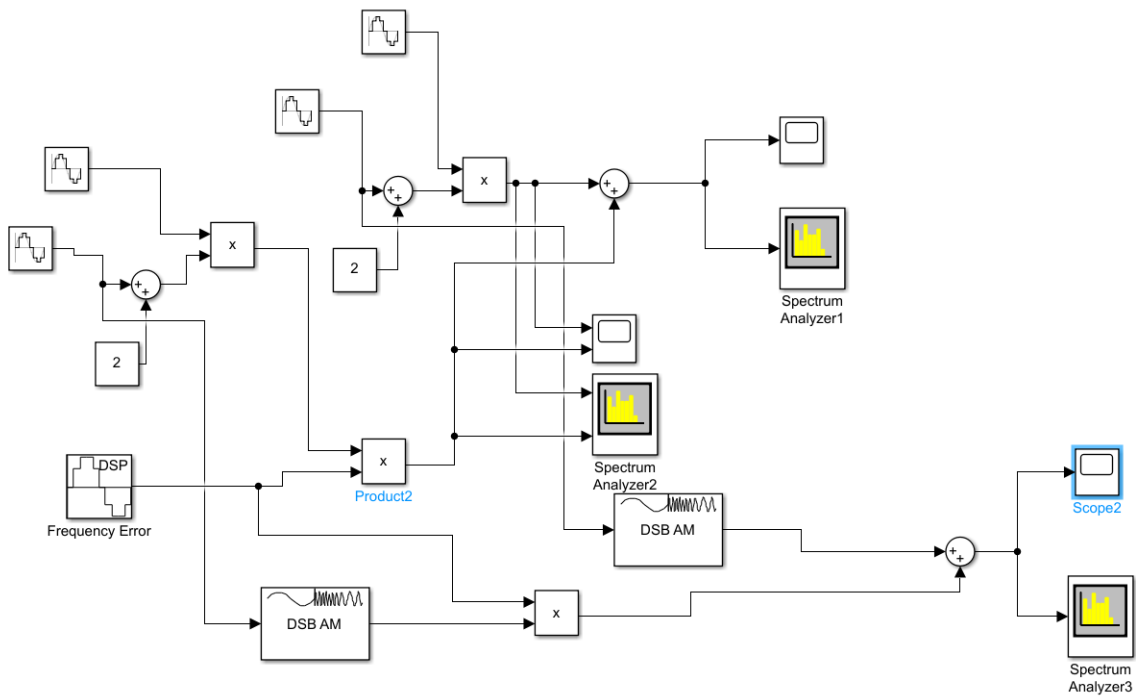 x
x
+
+
+
+
2
+
+
2
Spectrum
Analyzer1
DSP
x
Product2
Frequency Error
Spectrum
Analyzer2
DSB AM
+
+
Scope2
DSB AM
x
Spectrum
Analyzer3